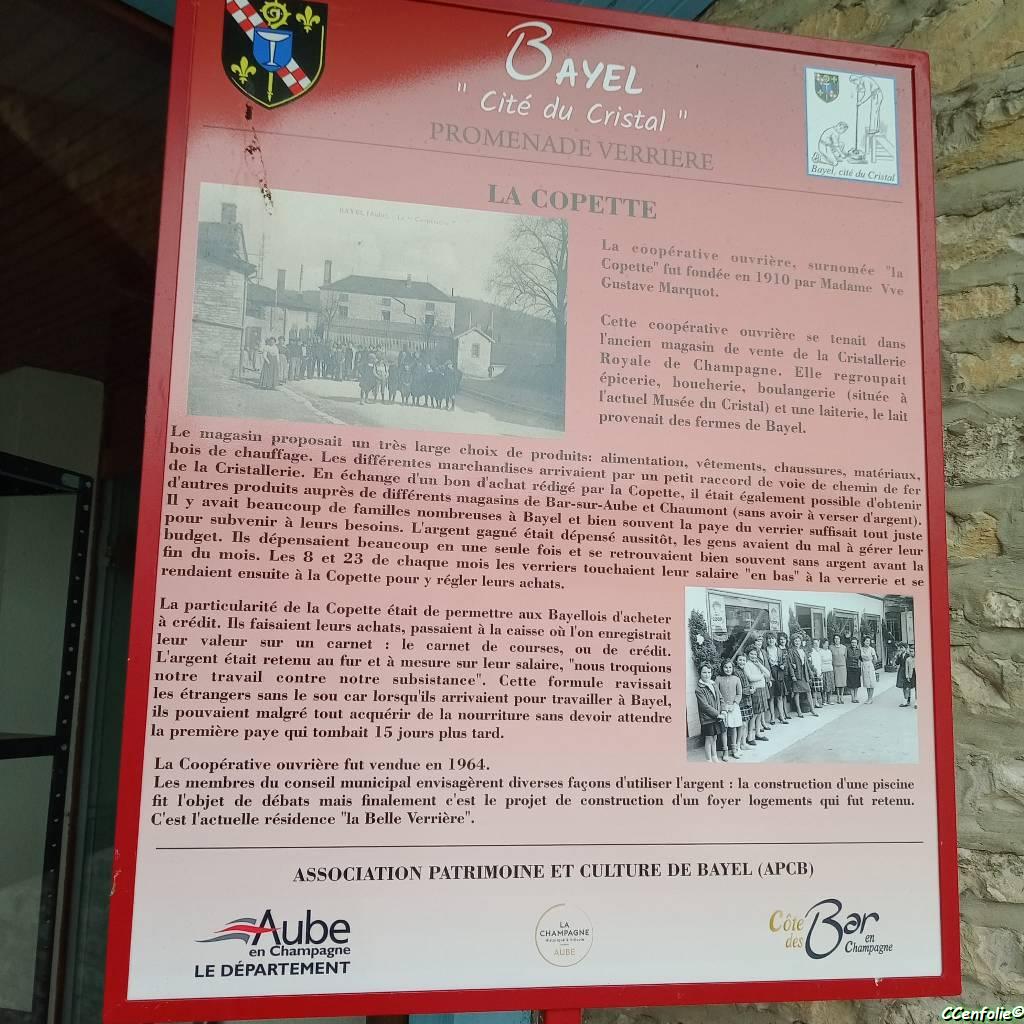 BAYEL
" Cité du Cristal "
PROMENADE VERRIERE
Bayel, cité du Cristal
LA COPETTE
BAYEL (Aube) - La " Coopérative "
La coopérative ouvrière, surnomée "la
Copette" fut fondée en 1910 par Madame Vve
Gustave Marquot.
Cette coopérative ouvrière se tenait dans
l'ancien magasin de vente de la Cristallerie
Royale de Champagne. Elle regroupait
épicerie, boucherie, boulangerie (située à
l'actuel Musée du Cristal) et une laiterie, le lait
provenait des fermes de Bayel.
Le magasin proposait un très large choix de produits: alimentation, vêtements, chaussures, matériaux,
bois de chauffage. Les différentes marchandises arrivaient par un petit raccord de voie de chemin de fer
de la Cristallerie. En échange d'un bon d'achat rédigé par la Copette, il était également possible d'obtenir
d'autres produits auprès de différents magasins de Bar-sur-Aube et Chaumont (sans avoir à verser d'argent).
Il y avait beaucoup de familles nombreuses à Bayel et bien souvent la paye du verrier suffisait tout juste
pour subvenir à leurs besoins. L'argent gagné était dépensé aussitôt, les gens avaient du mal à gérer leur
budget. Ils dépensaient beaucoup en une seule fois et se retrouvaient bien souvent sans argent avant la
fin du mois. Les 8 et 23 de chaque mois les verriers touchaient leur salaire "en bas" à la verrerie et se
rendaient ensuite à la Copette pour y régler leurs achats.
La particularité de la Copette était de permettre aux Bayellois d'acheter
à crédit. Ils faisaient leurs achats, passaient à la caisse où l'on enregistrait
leur valeur sur un carnet : le carnet de courses, ou de crédit.
L'argent était retenu au fur et à mesure sur leur salaire, "nous troquions
notre travail contre notre subsistance". Cette formule ravissait
les étrangers sans le sou car lorsqu'ils arrivaient pour travailler à Bayel,
ils pouvaient malgré tout acquérir de la nourriture sans devoir attendre
la première paye qui tombait 15 jours plus tard.
La Coopérative ouvrière fut vendue en 1964.
Les membres du conseil municipal envisagèrent diverses façons d'utiliser l'argent : la construction d'une piscine
fit l'objet de débats mais finalement c'est le projet de construction d'un foyer logements qui fut retenu.
C'est l'actuelle résidence "la Belle Verrière".
ASSOCIATION PATRIMOINE ET CULTURE DE BAYEL (APCB)
Aube
en Champagne
LE DÉPARTEMENT
LA
CHAMPAGNE
AUBE
Côte
des
Bar
en
Champagne
CCenfolie©